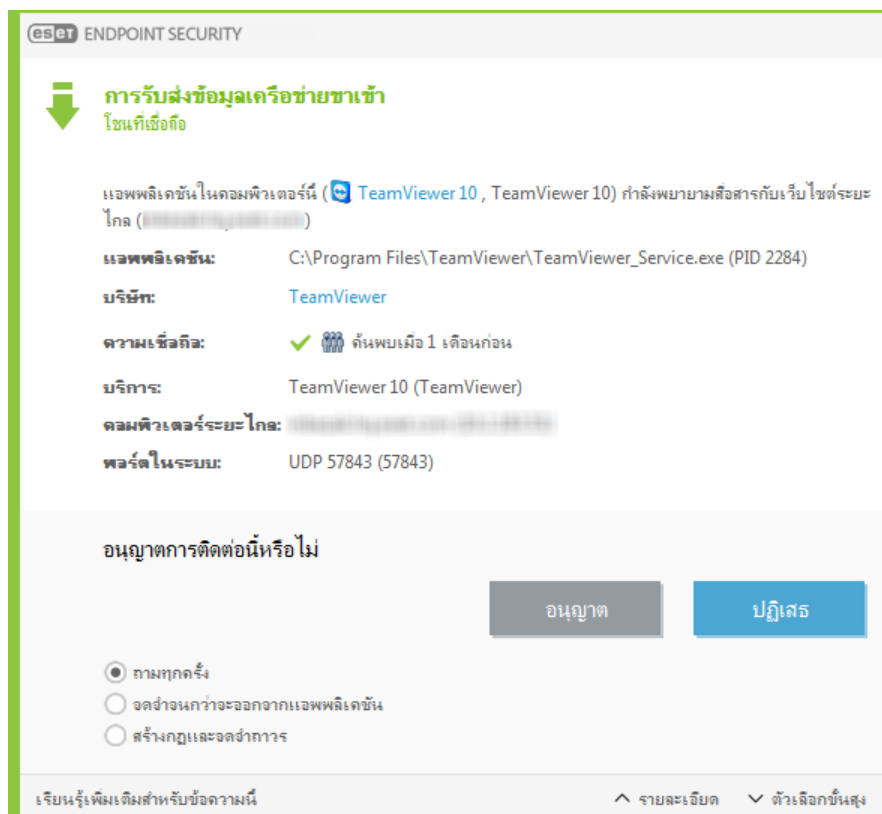 eset ENDPOINT SECURITY
การรับส่งข้อมูลเครือข่ายขาเข้า
โซนที่เชื่อถือ
แอพพลิเคชันในคอมพิวเตอร์นี้ ( TeamViewer 10 , TeamViewer 10) กำลังพยายามสื่อสารกับเว็บไซต์ระยะ
ไกล ( )
แอพพลิเคชัน: C:\Program Files\TeamViewer\TeamViewer_Service.exe (PID 2284)
บริษัท: TeamViewer
ความเชื่อถือ: ค้นพบเมื่อ 1 เดือนก่อน
บริการ: TeamViewer 10 (TeamViewer)
คอมพิวเตอร์ระยะไกล:
พอร์ตในระบบ: UDP 57843 (57843)
อนุญาตการติดต่อนี้หรือไม่
อนุญาต ปฏิเสธ
ถามทุกครั้ง
จดจำจนกว่าจะออกจากแอพพลิเคชัน
สร้างกฎและจดจำถาวร
เรียนรู้เพิ่มเติมสำหรับข้อความนี้ รายละเอียด ตัวเลือกขั้นสูง